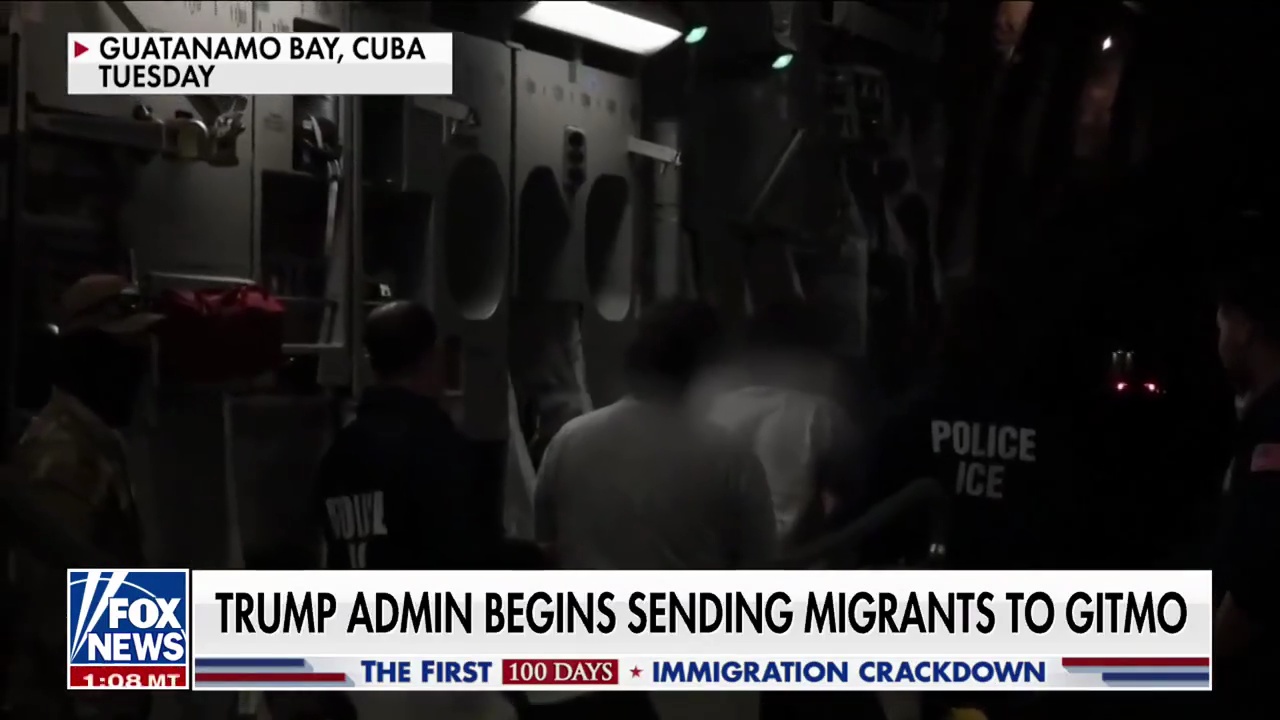 GUATANAMO BAY, CUBA
TUESDAY
POLICE
ICE
FOX
NEWS
1:08 MT
TRUMP ADMIN BEGINS SENDING MIGRANTS TO GITMO
THE FIRST 100 DAYS ★ IMMIGRATION CRACKDOWN